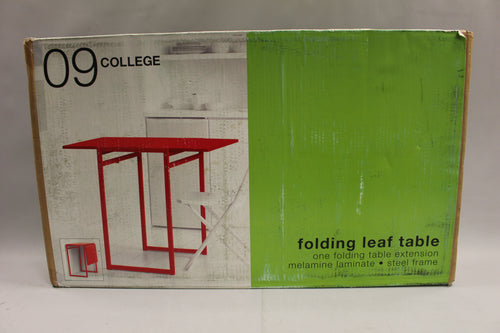 09 COLLEGE
folding leaf table
one folding table extension
melamine laminate • steel frame